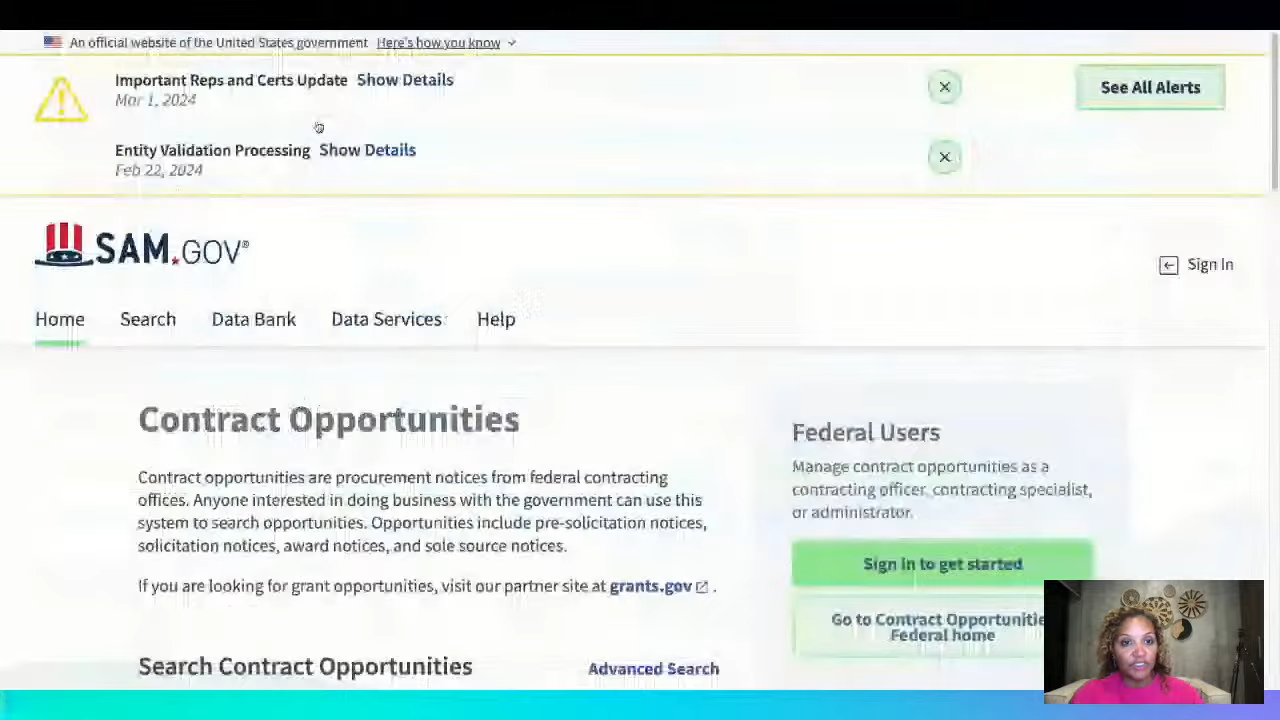 An official website of the United States government Here's how you know
Important Reps and Certs Update Show Details
Mar 1, 2024
See All Alerts
Entity Validation Processing Show Details
Feb 22, 2024
SAM.GOV®
Sign In
Home Search Data Bank Data Services Help
Contract Opportunities
Contract opportunities are procurement notices from federal contracting
offices. Anyone interested in doing business with the government can use this
system to search opportunities. Opportunities include pre-solicitation notices,
solicitation notices, award notices, and sole source notices.
If you are looking for grant opportunities, visit our partner site at grants.gov .
Search Contract Opportunities Advanced Search
Federal Users
Manage contract opportunities as a
contracting officer, contracting specialist,
or administrator.
Sign in to get started
Go to Contract Opportunitie
Federal home